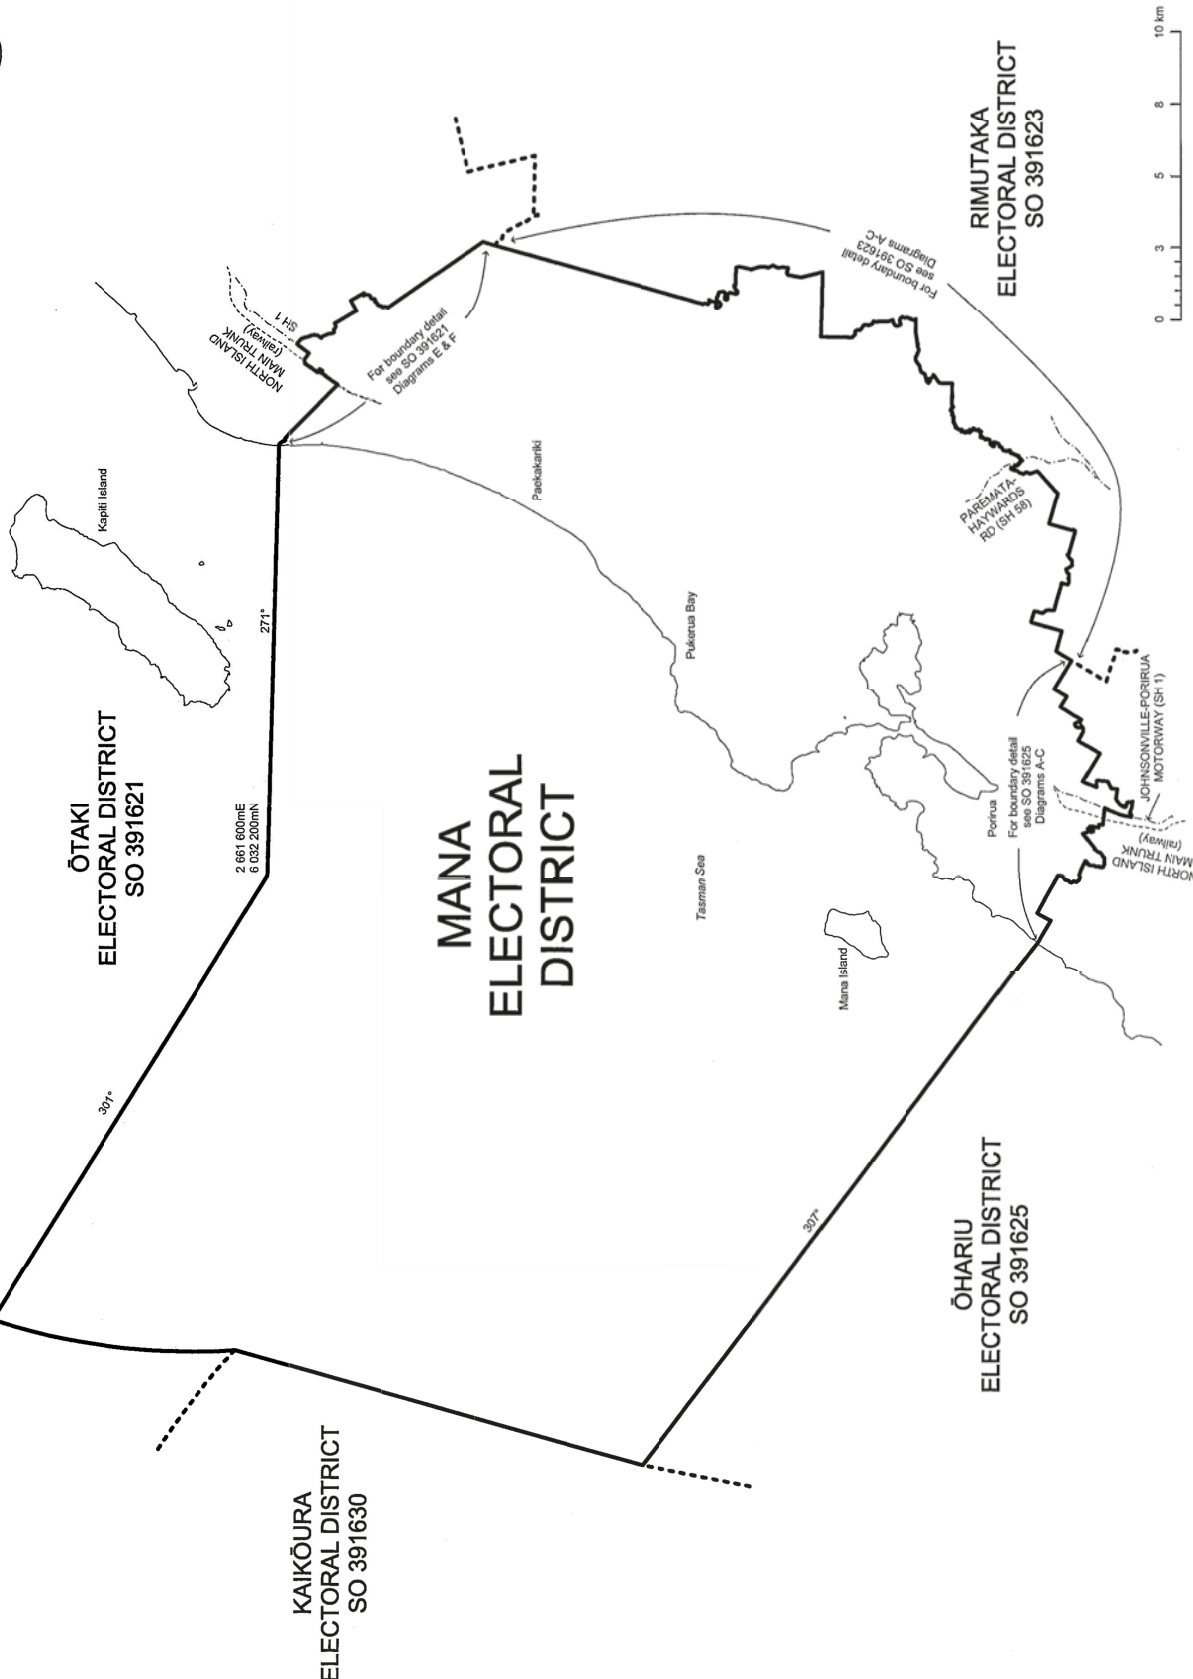 ŌTAKI
ELECTORAL DISTRICT
SO 391621
KAIKŌURA
ELECTORAL DISTRICT
SO 391630
MANA
ELECTORAL
DISTRICT
ŌHARIU
ELECTORAL DISTRICT
SO 391625
RIMUTAKA
ELECTORAL DISTRICT
SO 391623
Kapiti Island
301°
2 661 600mE
6 032 200mN
271°
307°
NORTH ISLAND
MAIN TRUNK
(railway)
SH 1
For boundary detail
see SO 391621
Diagrams E & F
Paekakariki
Pukerua Bay
Tasman Sea
Mana Island
Porirua
For boundary detail
see SO 391625
Diagrams A-C
For boundary detail
see SO 391623
Diagrams A-C
PAREMATA-
HAYWARDS
RD (SH 58)
JOHNSONVILLE-PORIRUA
MOTORWAY (SH 1)
NORTH ISLAND
MAIN TRUNK
(railway)
0 3 5 8 10 km